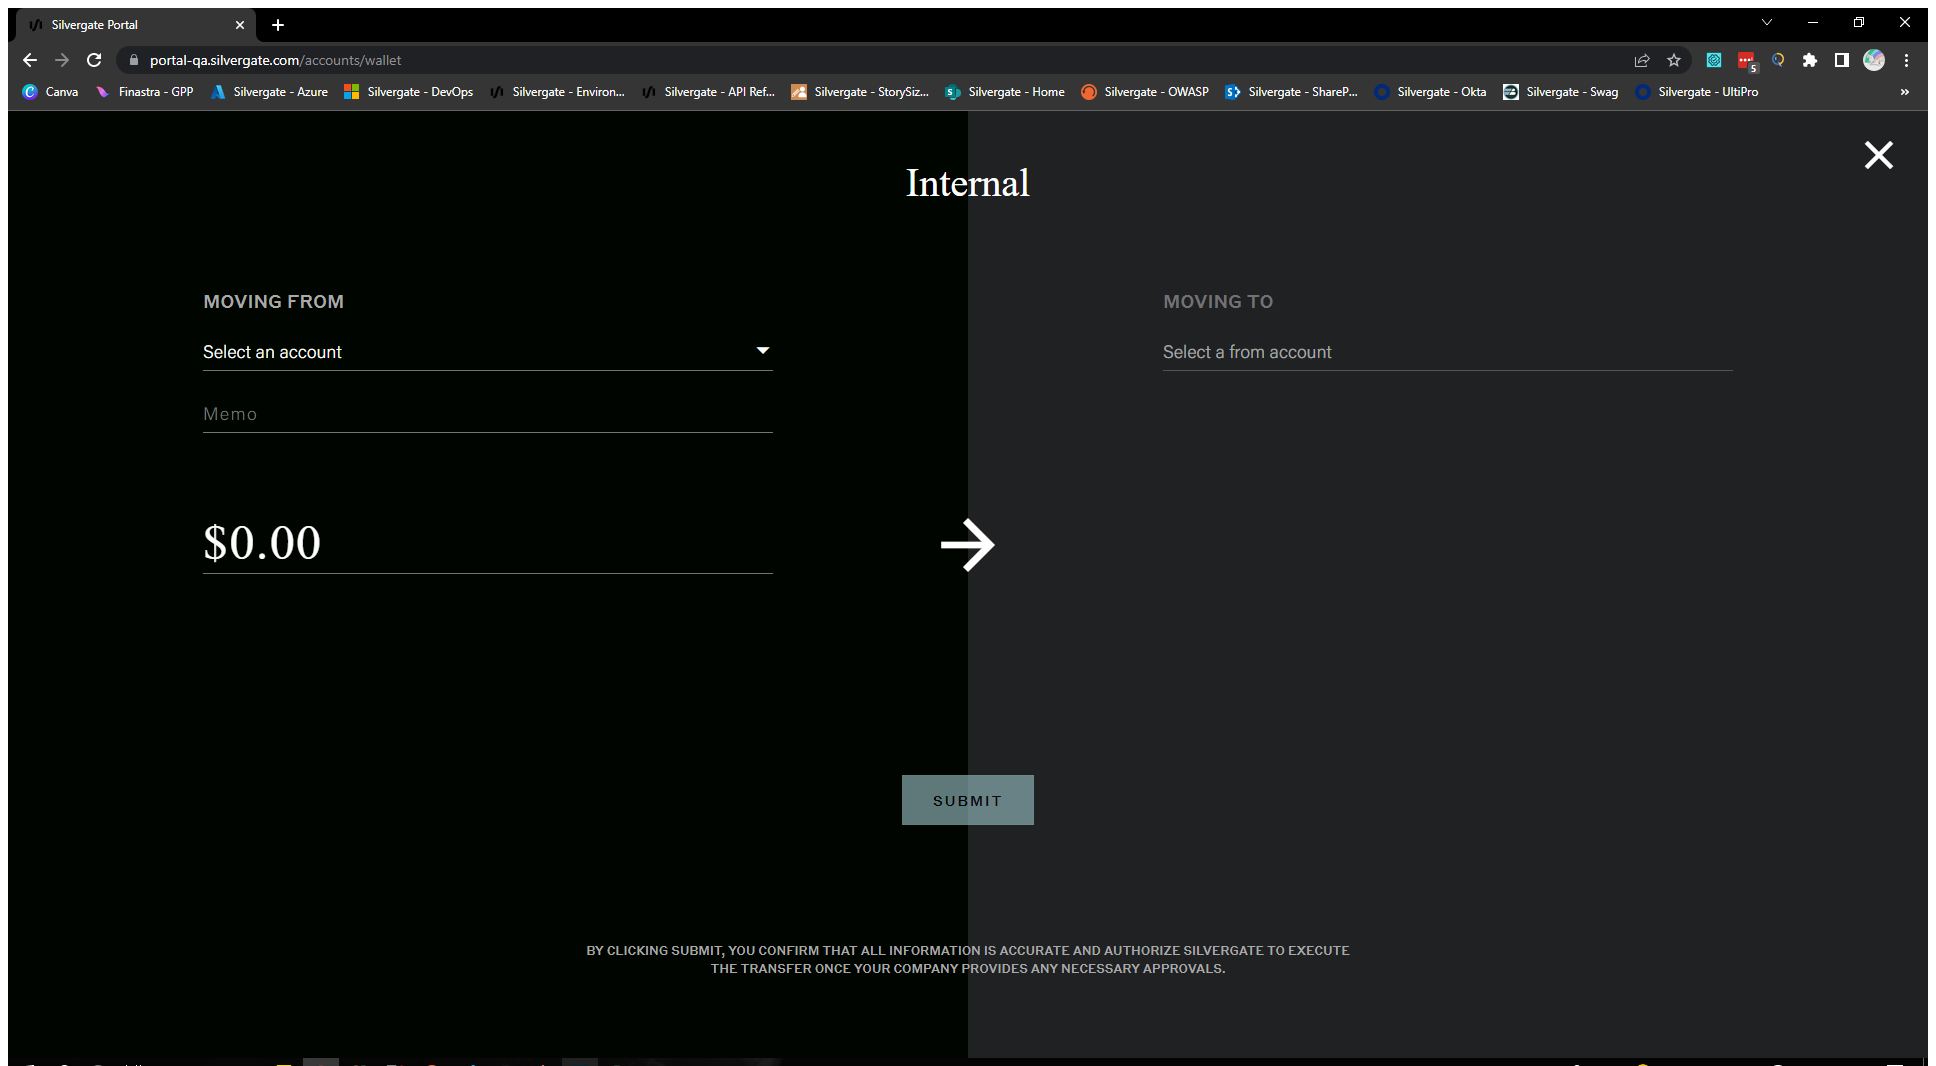 Silvergate Portal
portal-qa.silvergate.com/accounts/wallet
5
Canva
Finastra - GPP
Silvergate - Azure
Silvergate - DevOps
Silvergate - Environ...
Silvergate - API Ref...
Silvergate - StorySiz...
Silvergate - Home
Silvergate - OWASP
Silvergate - ShareP...
Silvergate - Okta
Silvergate - Swag
Silvergate - UltiPro
Internal
MOVING FROM
Select an account
Memo
$0.00
MOVING TO
Select a from account
SUBMIT
BY CLICKING SUBMIT, YOU CONFIRM THAT ALL INFORMATION IS ACCURATE AND AUTHORIZE SILVERGATE TO EXECUTE
THE TRANSFER ONCE YOUR COMPANY PROVIDES ANY NECESSARY APPROVALS.